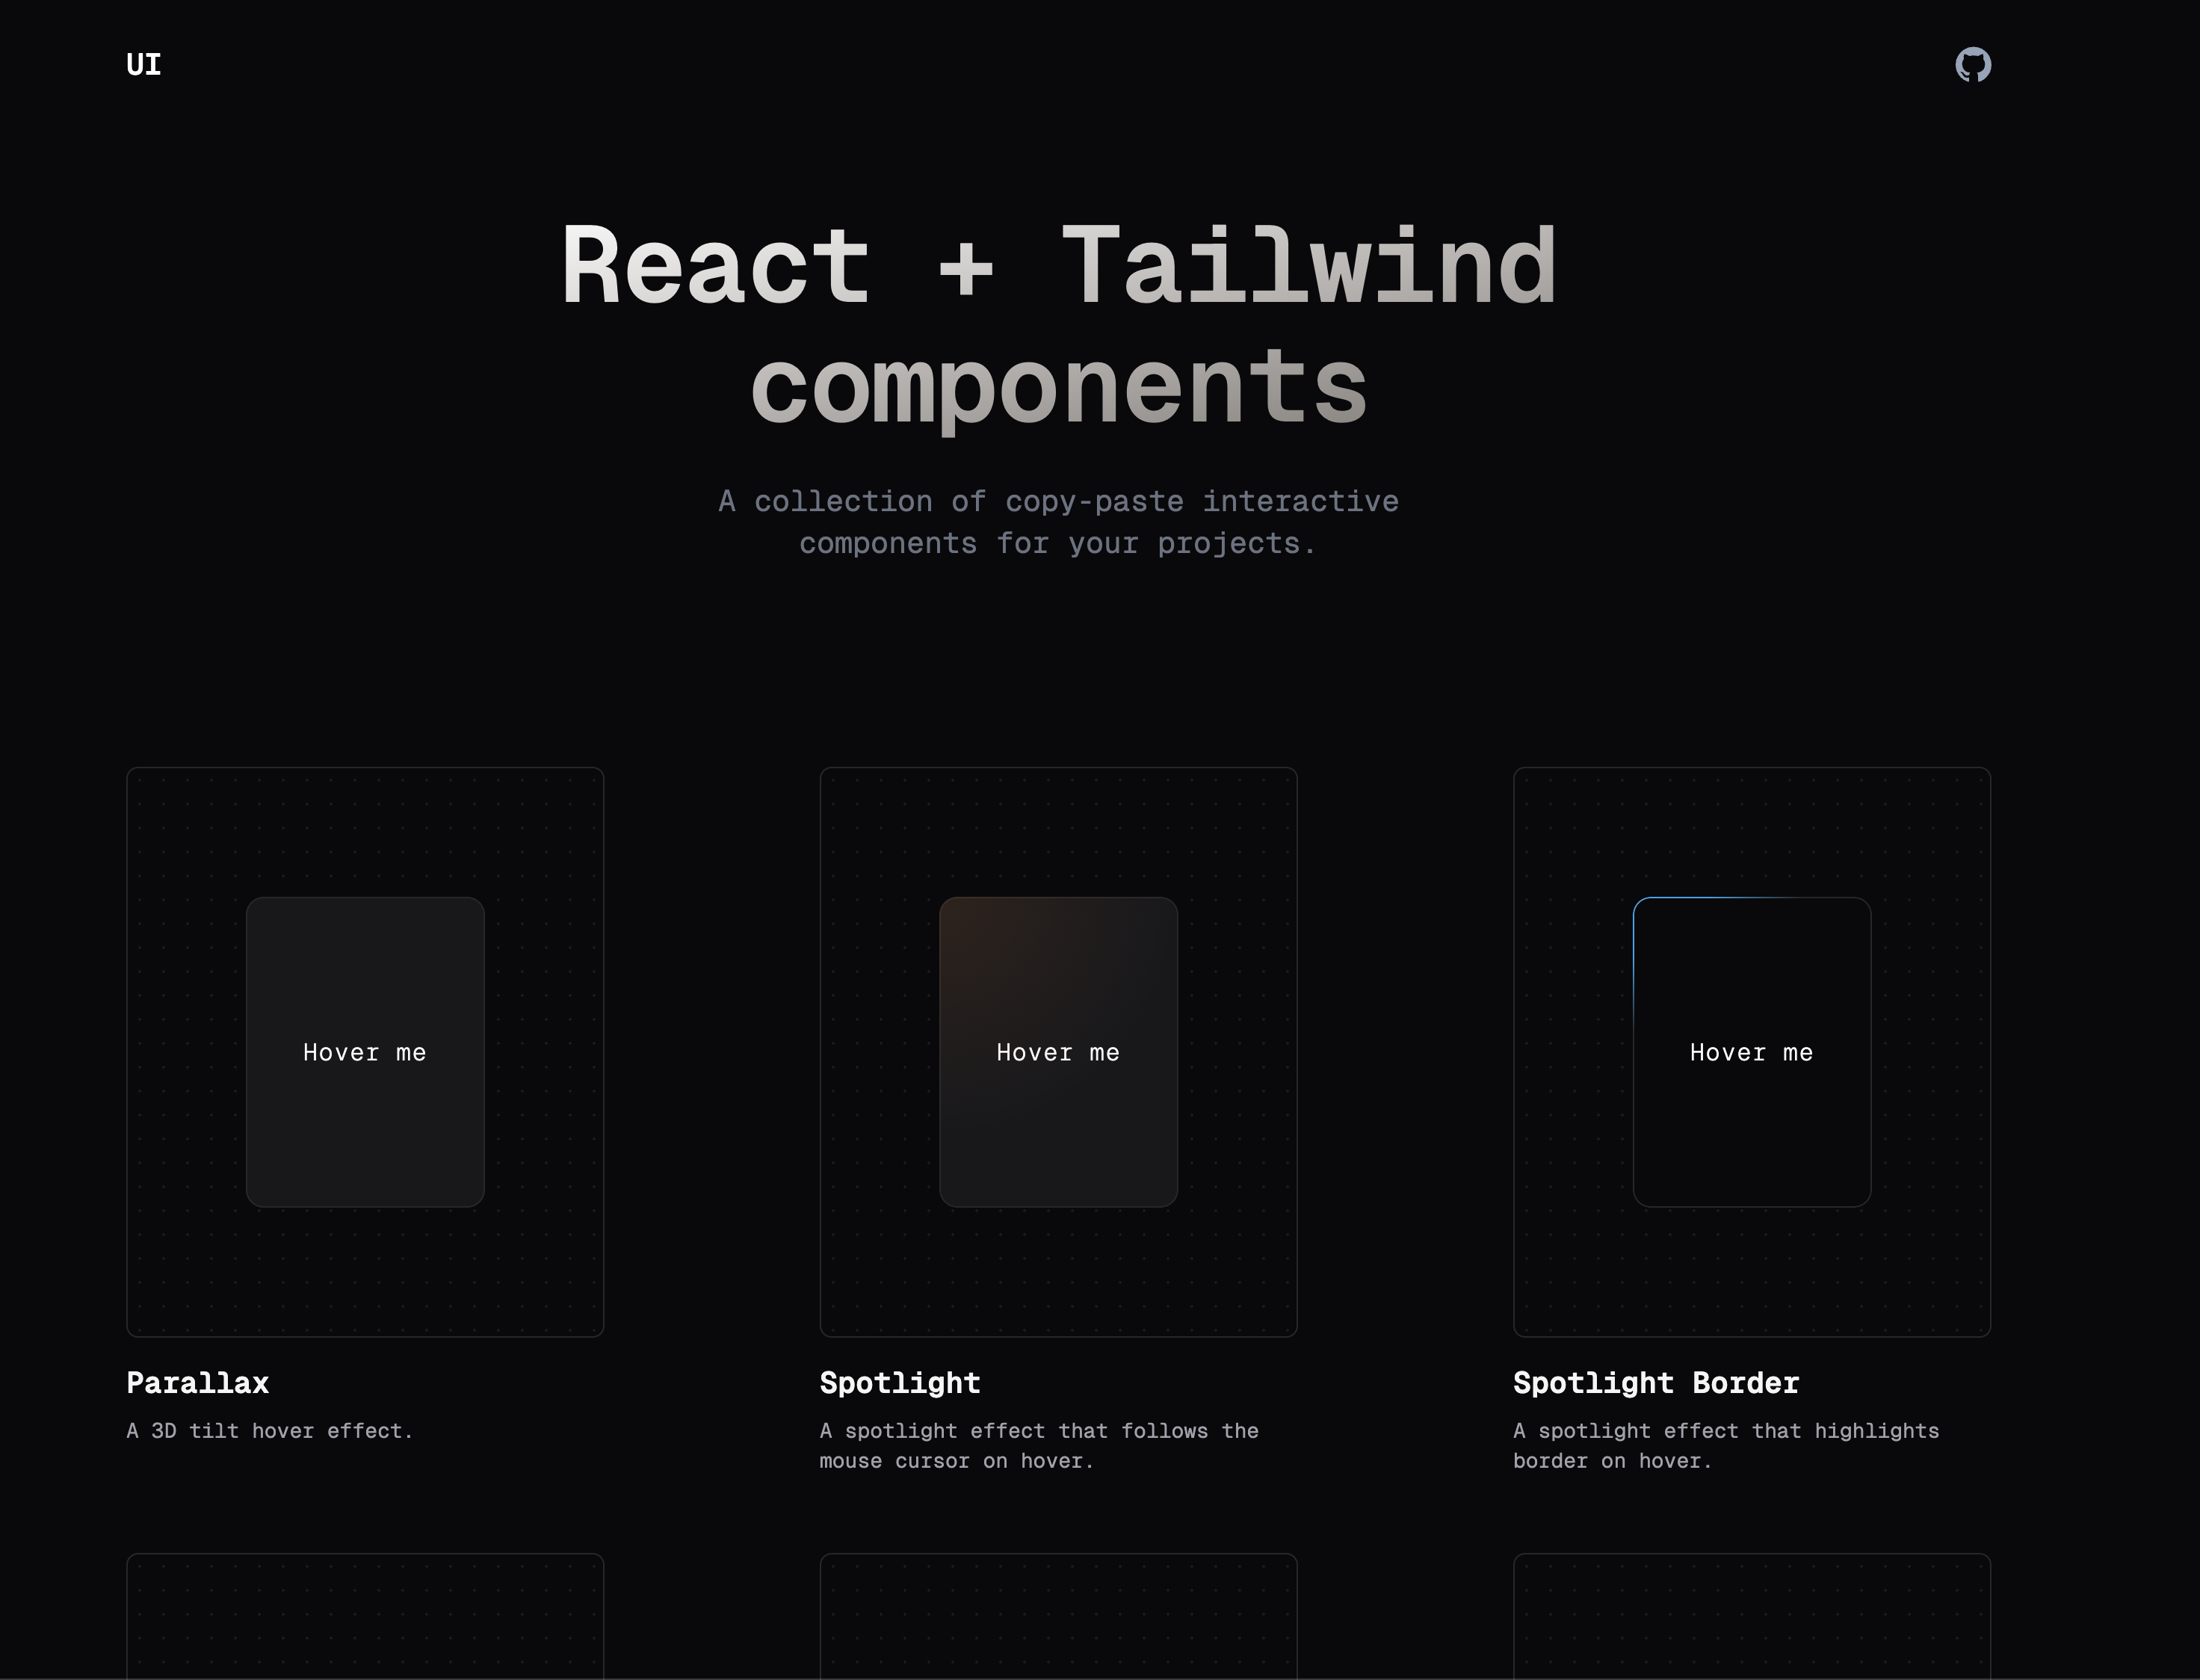 UI
React + Tailwind
components
A collection of copy-paste interactive
components for your projects.
Hover me
Hover me
Hover me
Parallax
A 3D tilt hover effect.
Spotlight
A spotlight effect that follows the
mouse cursor on hover.
Spotlight Border
A spotlight effect that highlights
border on hover.